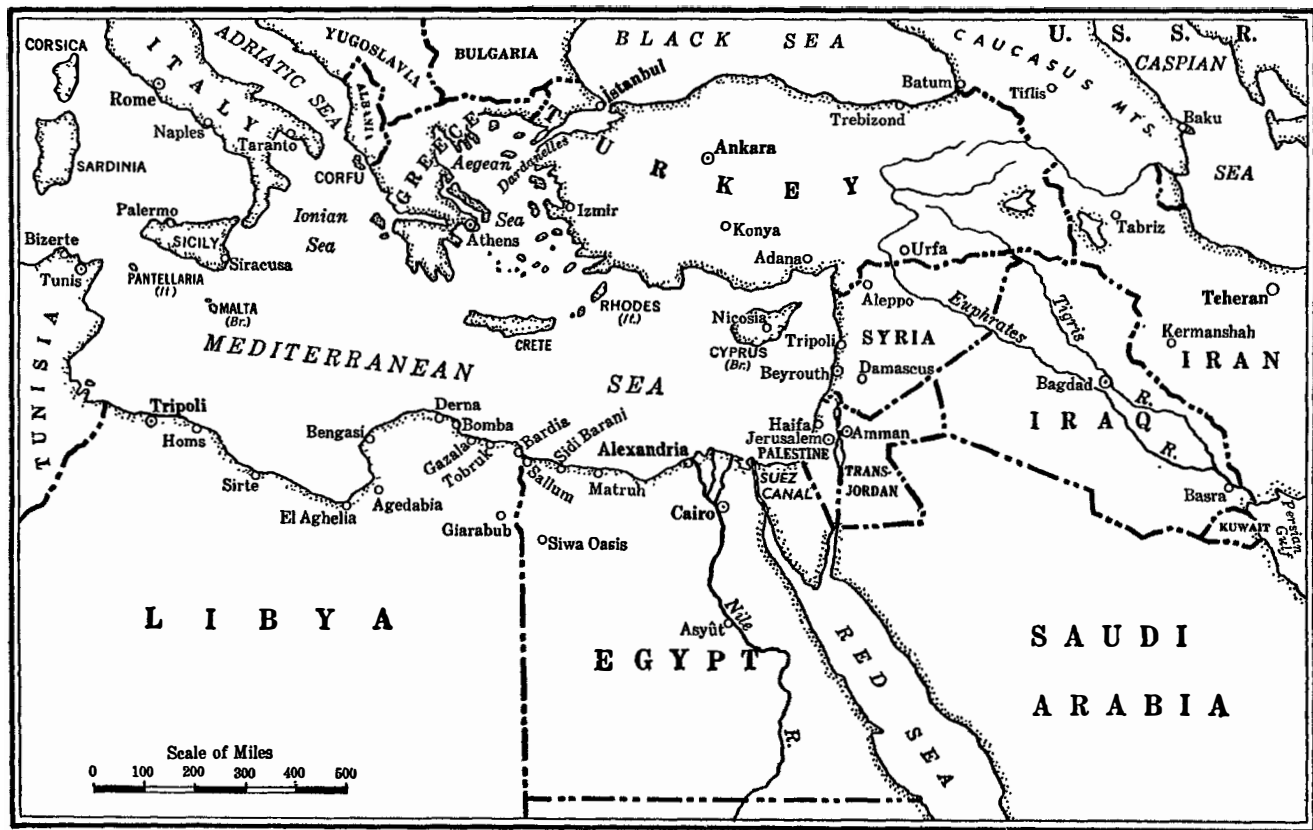 CORSICA
ITALY
ADRIATIC SEA
YUGOSLAVIA
BULGARIA
BLACK SEA
CAUCASUS MTS.
U. S. S. R.
CASPIAN
SEA
ALBANIA
Istanbul
Batum
Tiflis
Baku
Rome
Naples
Taranto
GREECE
Trebizond
SARDINIA
CORFU
Aegean
Sea
Dardanelles
TURKEY
Ankara
Palermo
Ionian
Sea
Izmir
Konya
Tabriz
Bizerte
SICILY
Athens
Urfa
Tunis
Siracusa
Adana
PANTELLARIA
(It.)
RHODES
(It.)
Aleppo
Teheran
MALTA
(Br.)
Nicosia
Euphrates
Tigris
Kermanshah
CRETE
CYPRUS
(Br.)
Tripoli
SYRIA
IRAN
MEDITERRANEAN
SEA
Beyrouth
Damascus
Bagdad
R.
TUNISIA
Tripoli
Homs
Derna
Bomba
Bengasi
Gazala
Tobruk
Bardia
Sidi Barani
Sallum
Alexandria
Haifa
Jerusalem
PALESTINE
Amman
IRAQ
R.
Sirte
Matruh
SUEZ
CANAL
TRANS-
JORDAN
Agedabia
El Aghelia
Basra
Giarabub
Cairo
KUWAIT
Persian
Gulf
Siwa Oasis
LIBYA
Asyût
Nile
R.
EGYPT
RED SEA
SAUDI
ARABIA
Scale of Miles
0 100 200 300 400 500